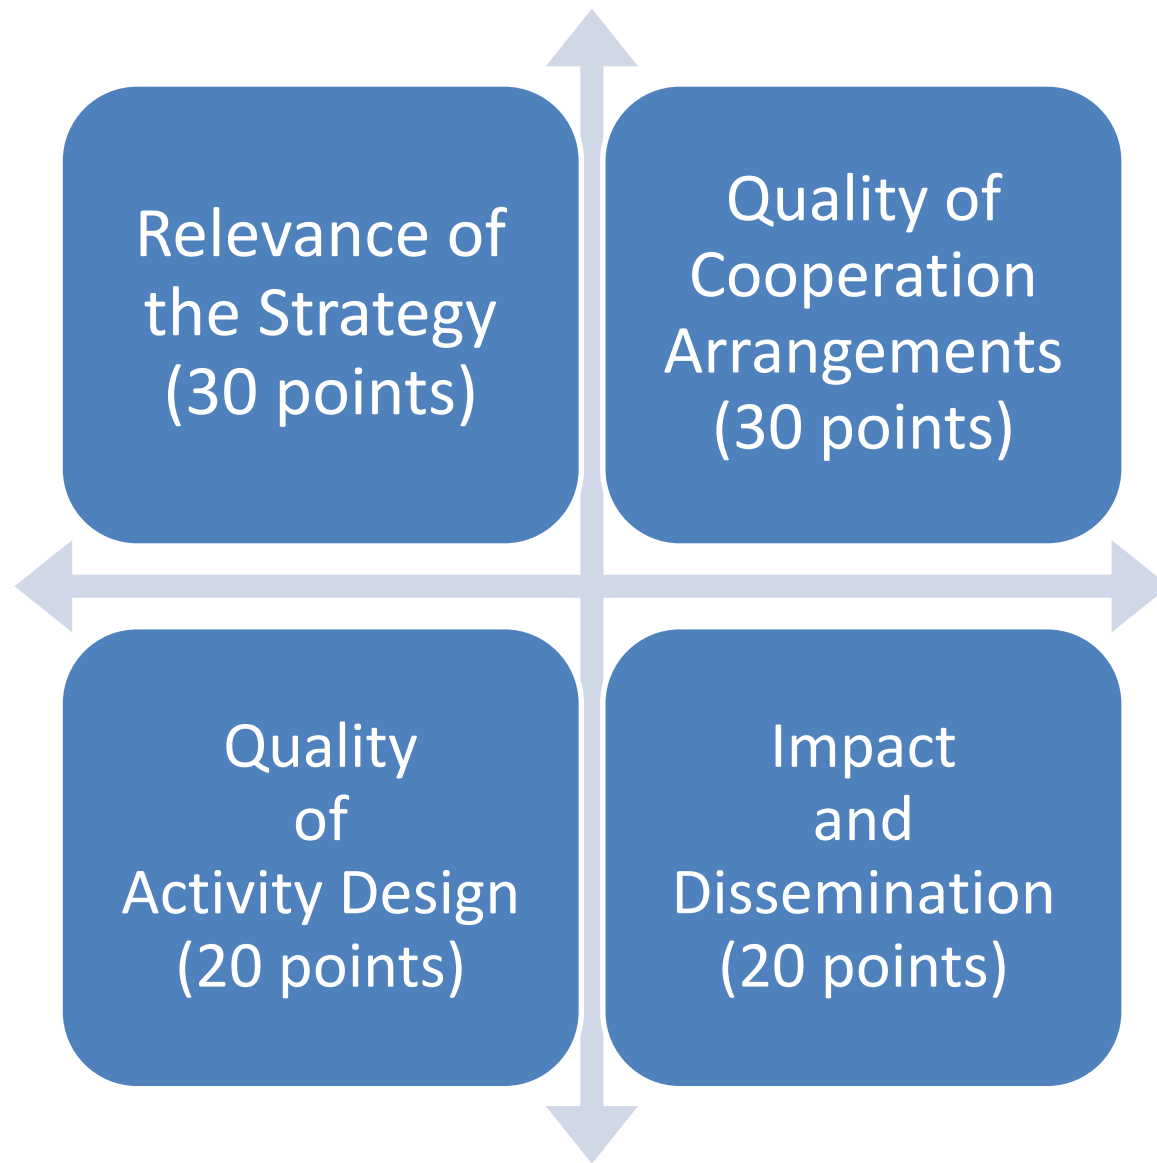 Relevance of
the Strategy
(30 points)
Quality of
Cooperation
Arrangements
(30 points)
Quality
of
Activity Design
(20 points)
Impact
and
Dissemination
(20 points)